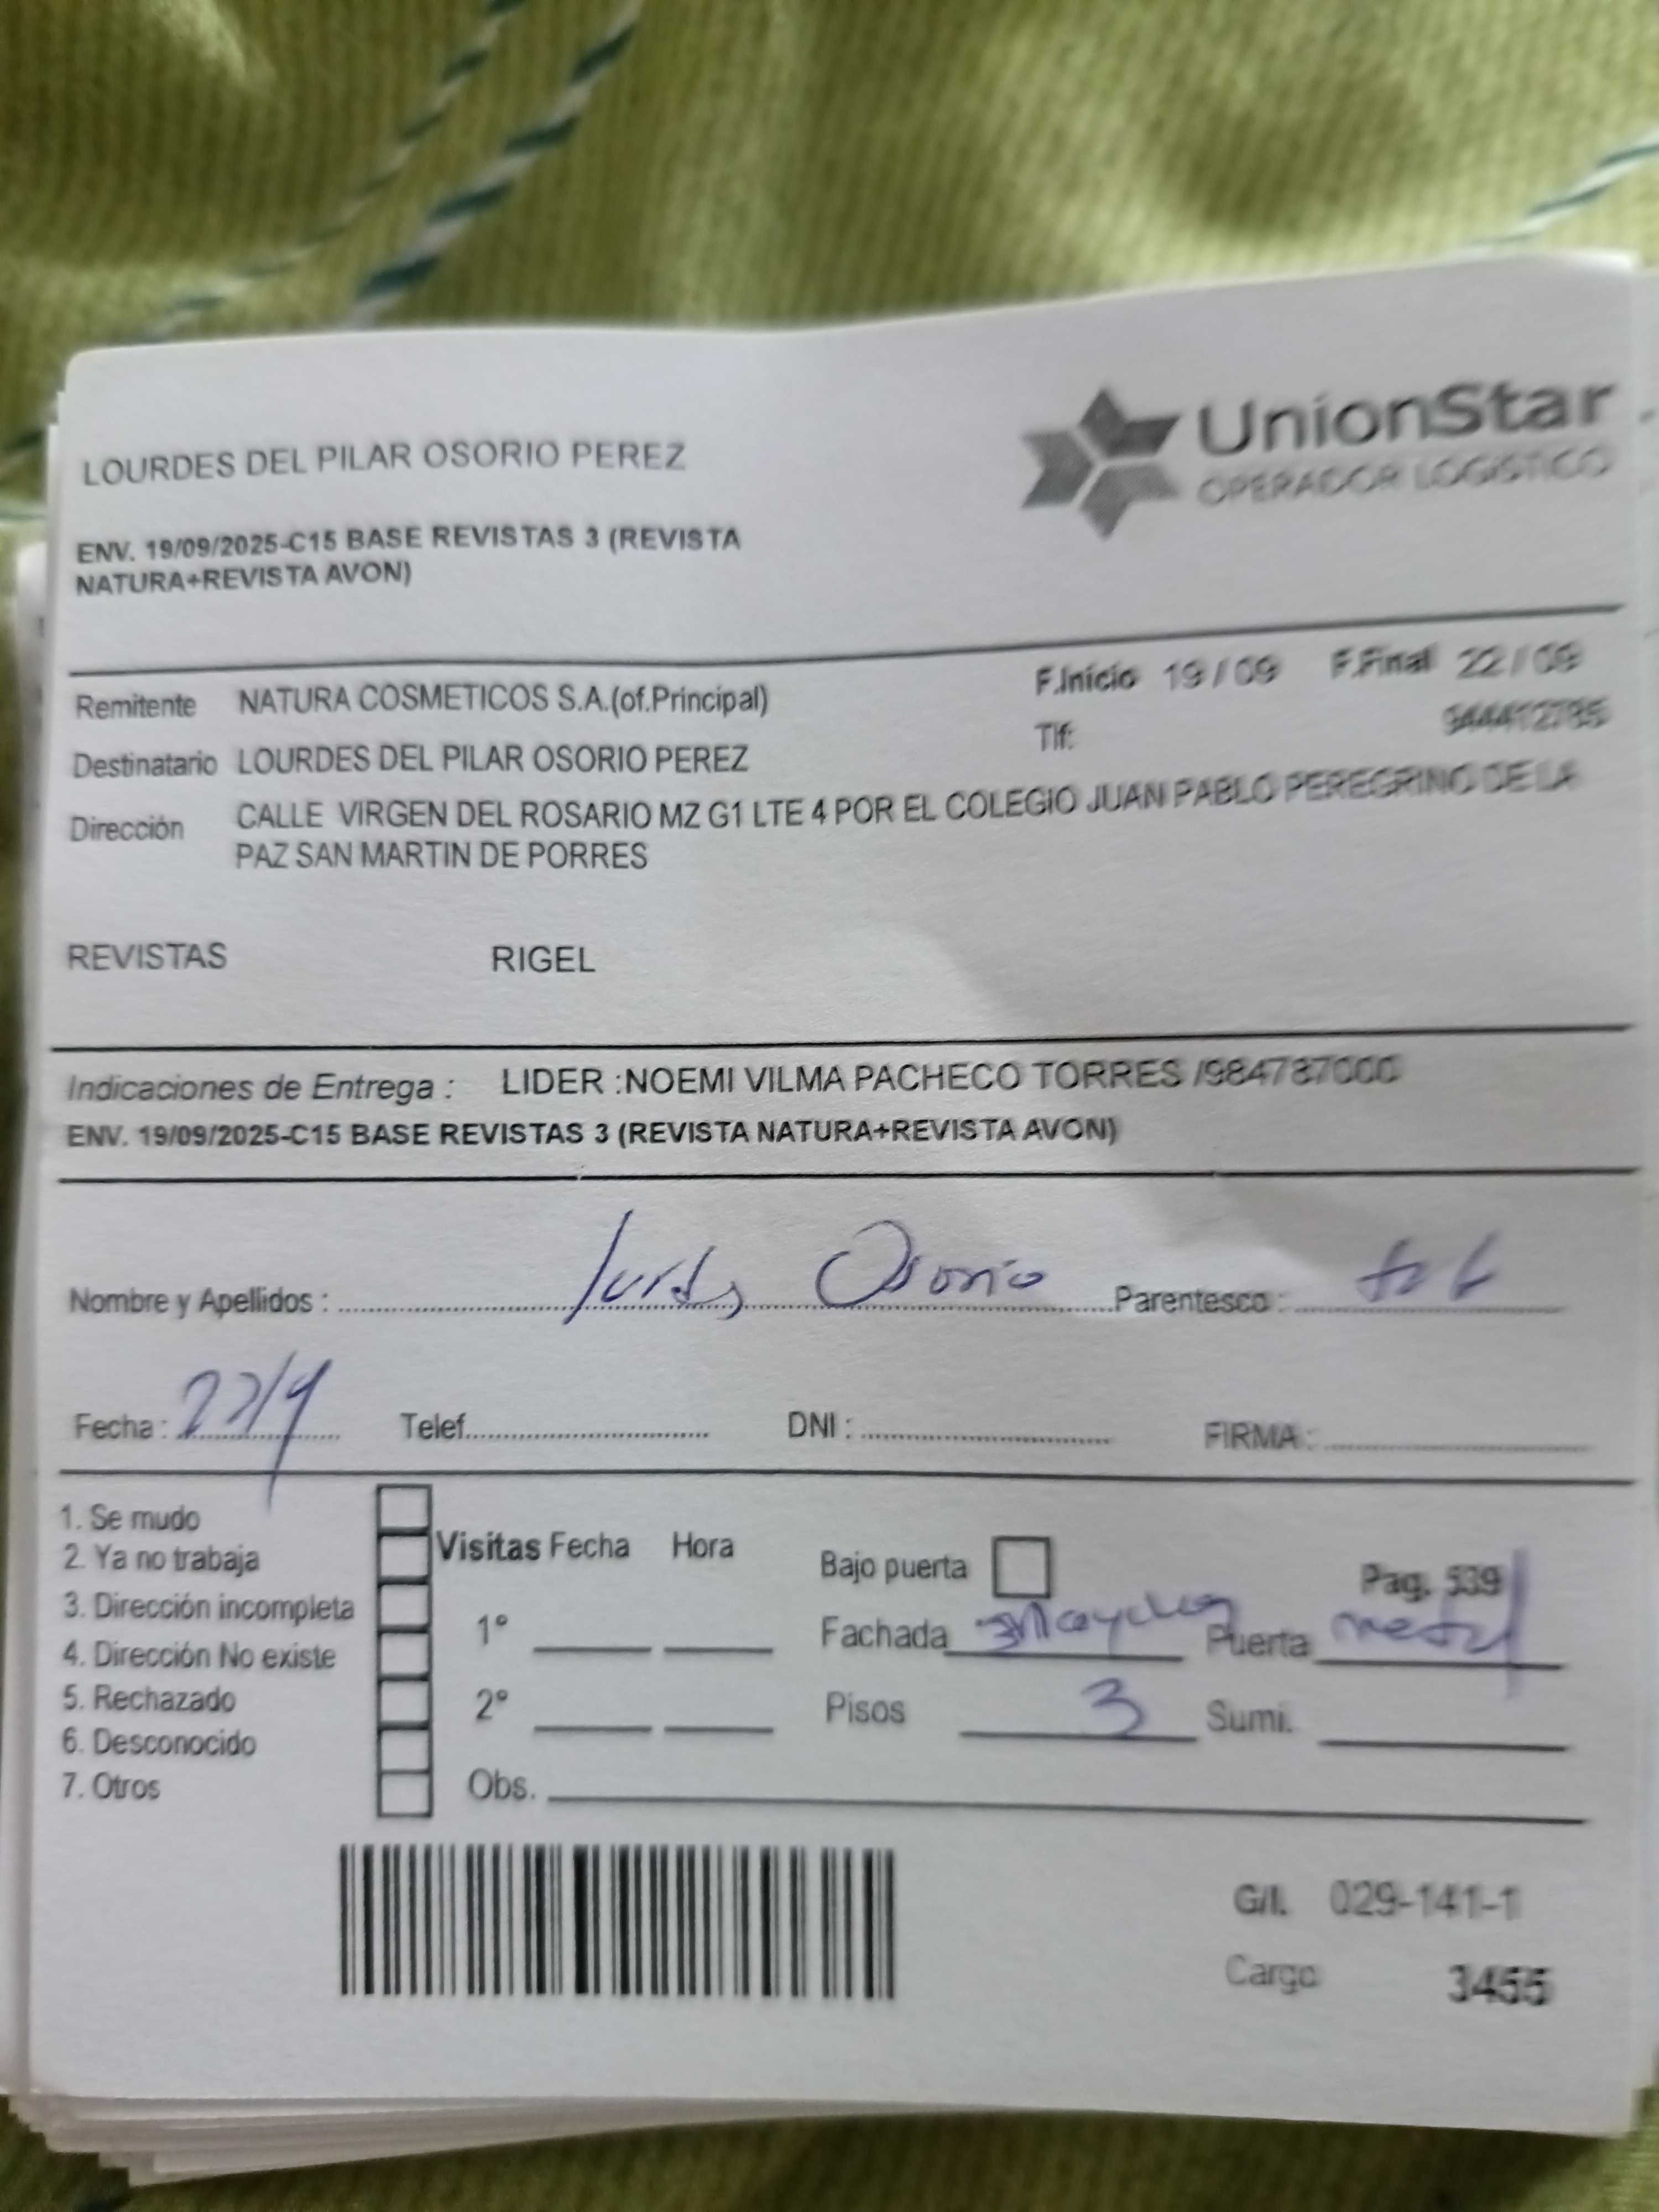 UnionStar
OPERADOR LOGISTICO
LOURDES DEL PILAR OSORIO PEREZ
ENV. 19/09/2025-C15 BASE REVISTAS 3 (REVISTA
NATURA+REVISTA AVON)
Remitente NATURA COSMETICOS S.A.(of.Principal) F.Inicio 19/09 F.Final 22/09
Tlf:
Destinatario LOURDES DEL PILAR OSORIO PEREZ
Dirección CALLE VIRGEN DEL ROSARIO MZ G1 LTE 4 POR EL COLEGIO JUAN PABLO PEREGRINO DE LA
PAZ SAN MARTIN DE PORRES
REVISTAS RIGEL
Indicaciones de Entrega : LIDER :NOEMI VILMA PACHECO TORRES /984787000
ENV. 19/09/2025-C15 BASE REVISTAS 3 (REVISTA NATURA+REVISTA AVON)
Nombre y Apellidos : Osorio Parentesco :
Fecha : 22/9 Telef. DNI : FIRMA :
1. Se mudo
2. Ya no trabaja
3. Dirección incompleta
4. Dirección No existe
5. Rechazado
6. Desconocido
7. Otros
Visitas Fecha Hora
1°
2°
Obs.
Bajo puerta Pag. 539
Fachada Puerta
Pisos 3 Sumi.
G/I. 029-141-1
Cargo 3455